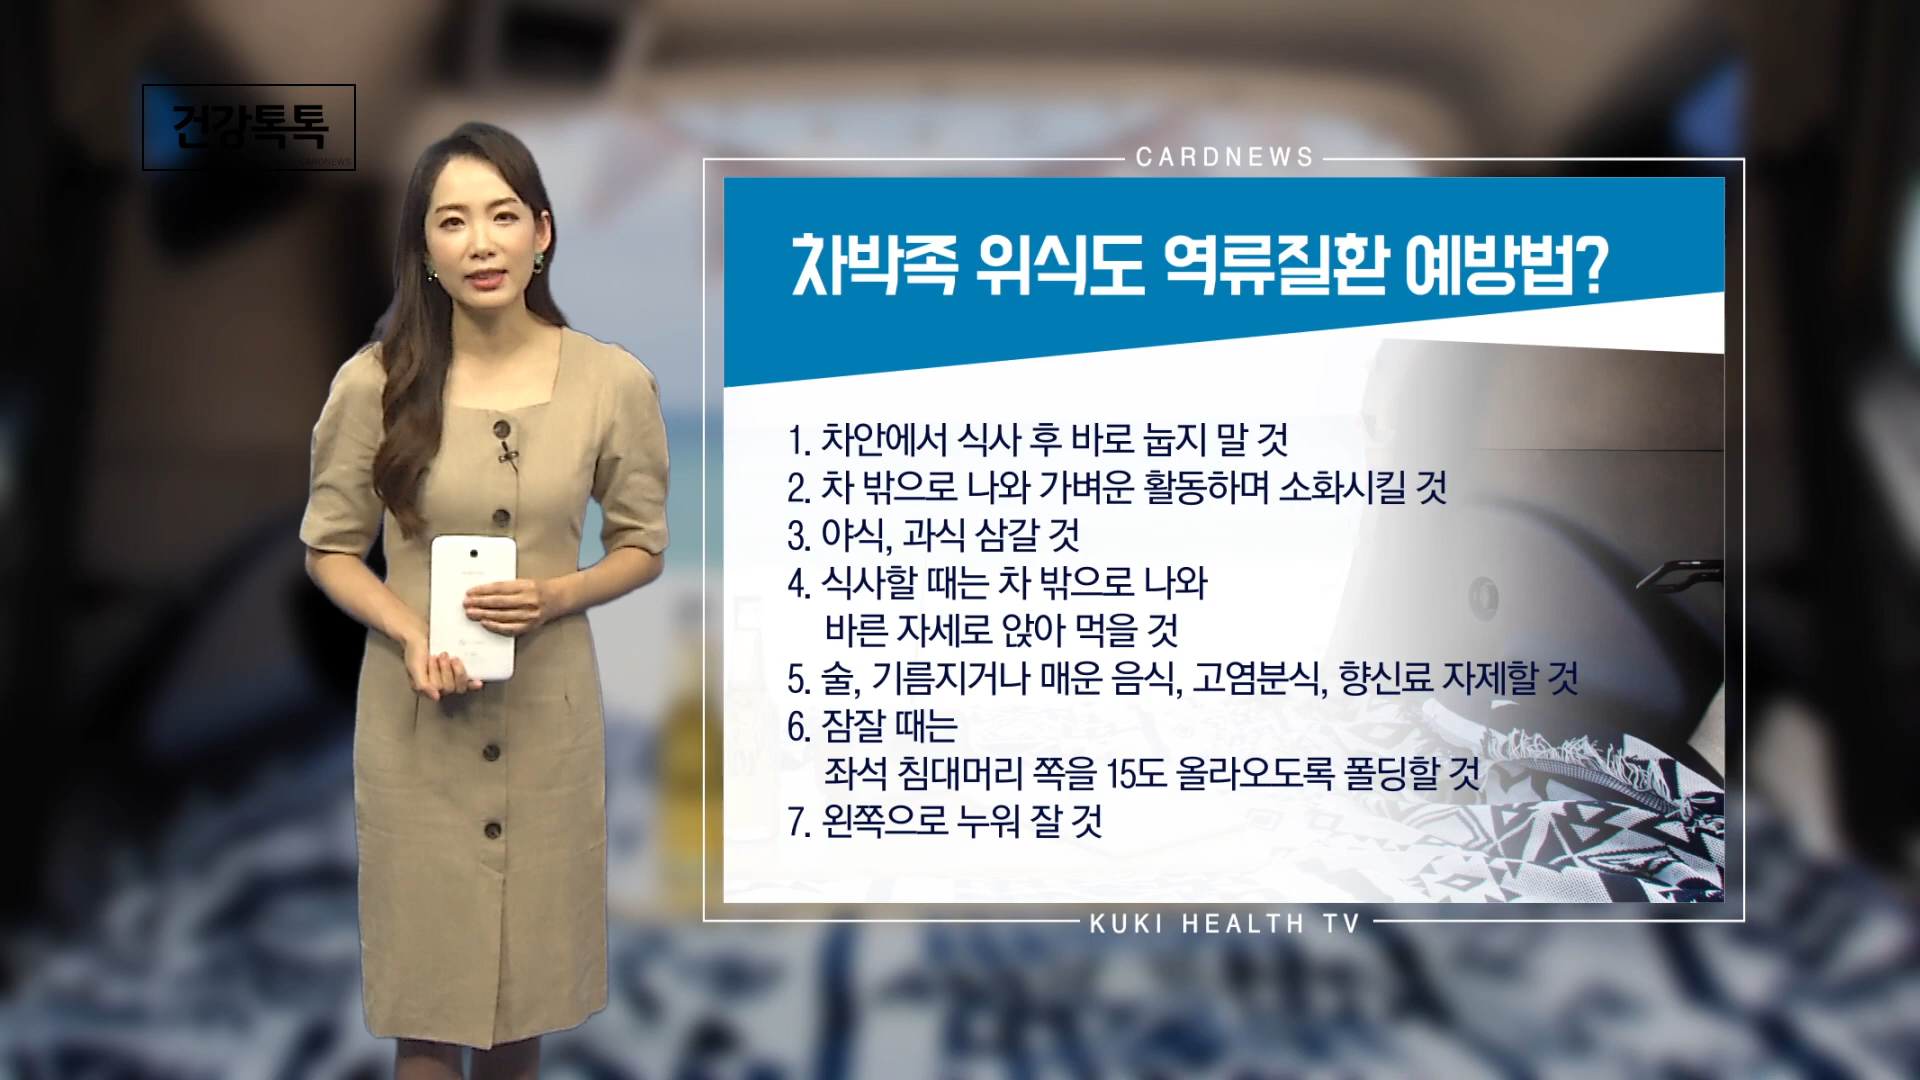 건강톡톡
CARDNEWS
CARDNEWS
차박족 위식도 역류질환 예방법?
1. 차안에서 식사 후 바로 눕지 말 것
2. 차 밖으로 나와 가벼운 활동하며 소화시킬 것
3. 야식, 과식 삼갈 것
4. 식사할 때는 차 밖으로 나와
바른 자세로 앉아 먹을 것
5. 술, 기름지거나 매운 음식, 고염분식, 향신료 자제할 것
6. 잠잘 때는
좌석 침대머리 쪽을 15도 올라오도록 폴딩할 것
7. 왼쪽으로 누워 잘 것
KUKI HEALTH TV